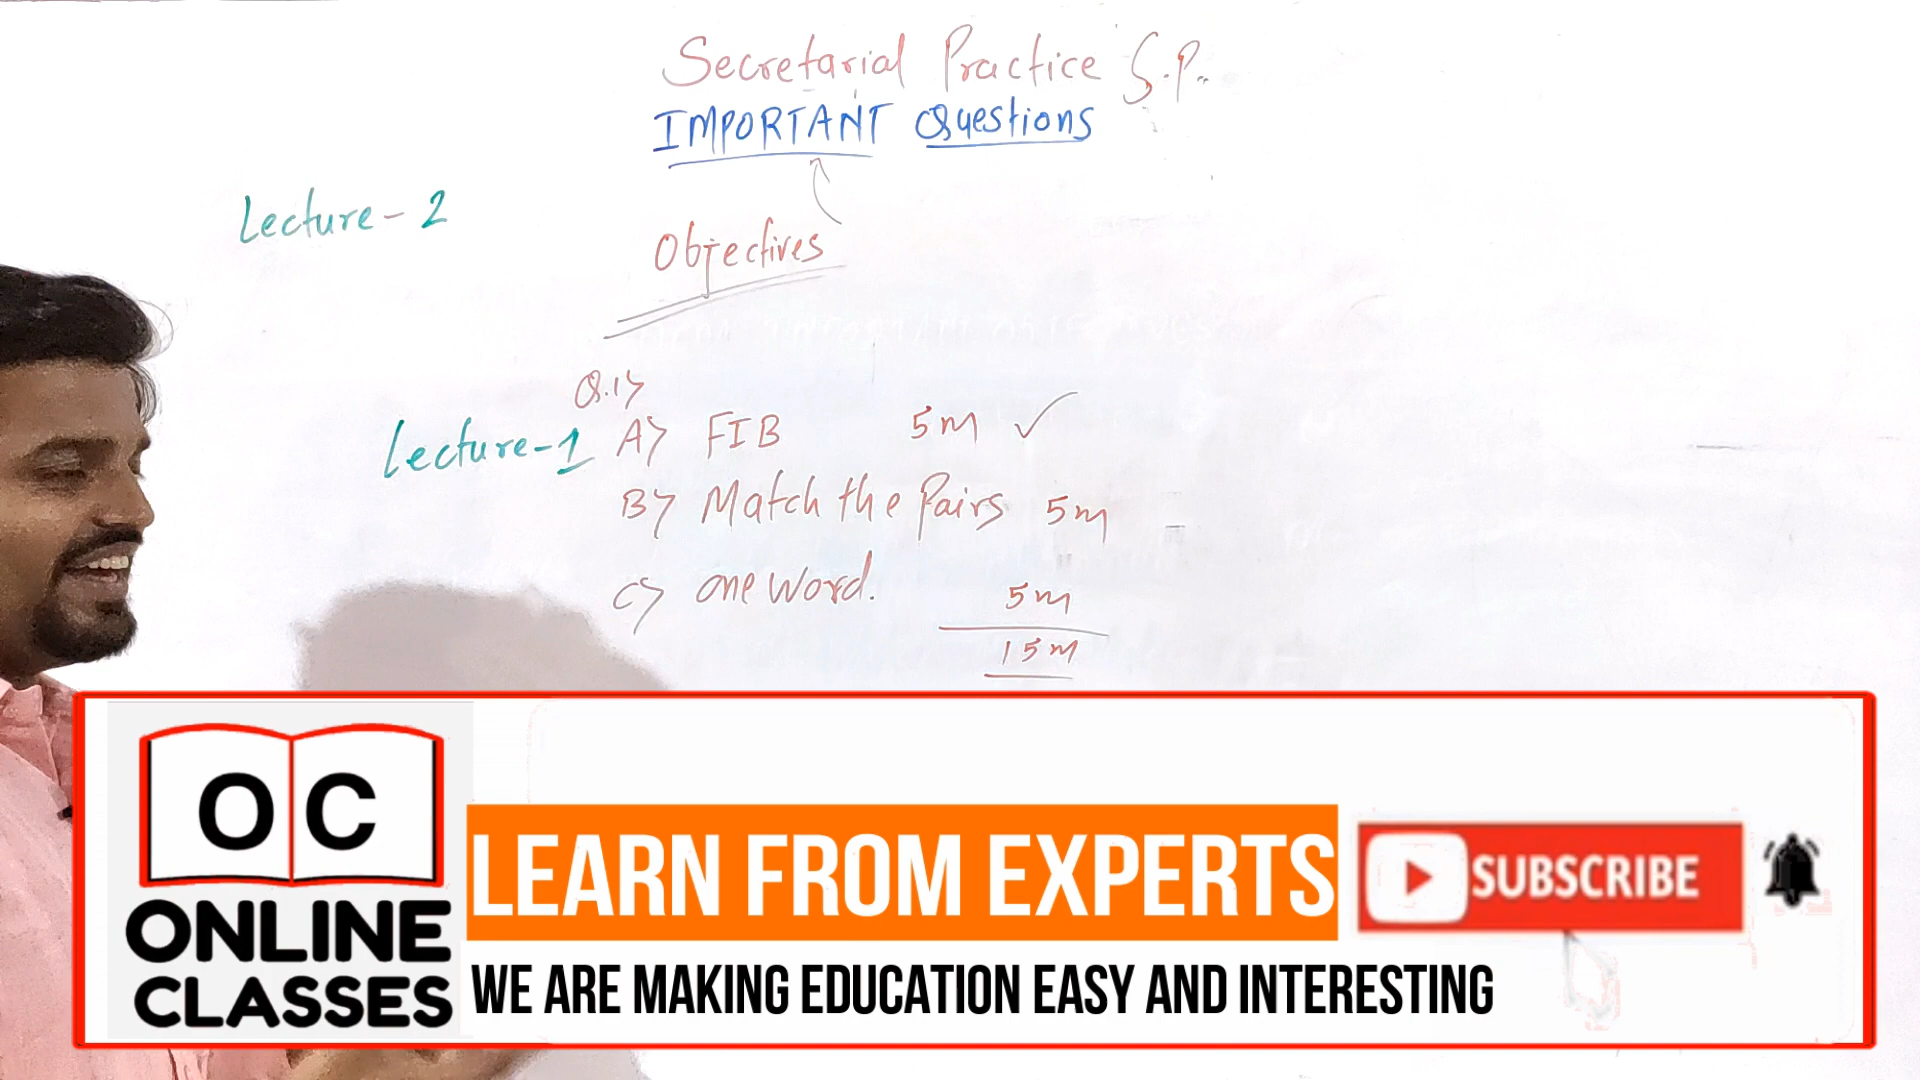 Secretarial Practice S.P.
IMPORTANT Questions
Lecture - 2
Objectives
Q.1>
Lecture-1 A> FIB 5M ✓
B> Match the Pairs 5M
C> one word. 5M
15M
O C
ONLINE
CLASSES
LEARN FROM EXPERTS
SUBSCRIBE
WE ARE MAKING EDUCATION EASY AND INTERESTING